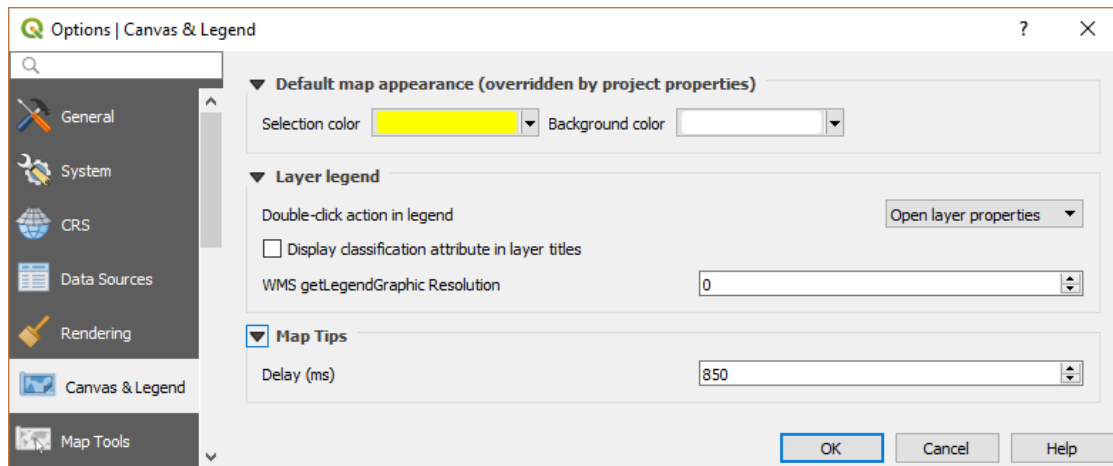 Options | Canvas & Legend
?
General
System
CRS
Data Sources
Rendering
Canvas & Legend
Map Tools
Default map appearance (overridden by project properties)
Selection color
Background color
Layer legend
Double-click action in legend
Open layer properties
Display classification attribute in layer titles
WMS getLegendGraphic Resolution
0
Map Tips
Delay (ms)
850
OK
Cancel
Help